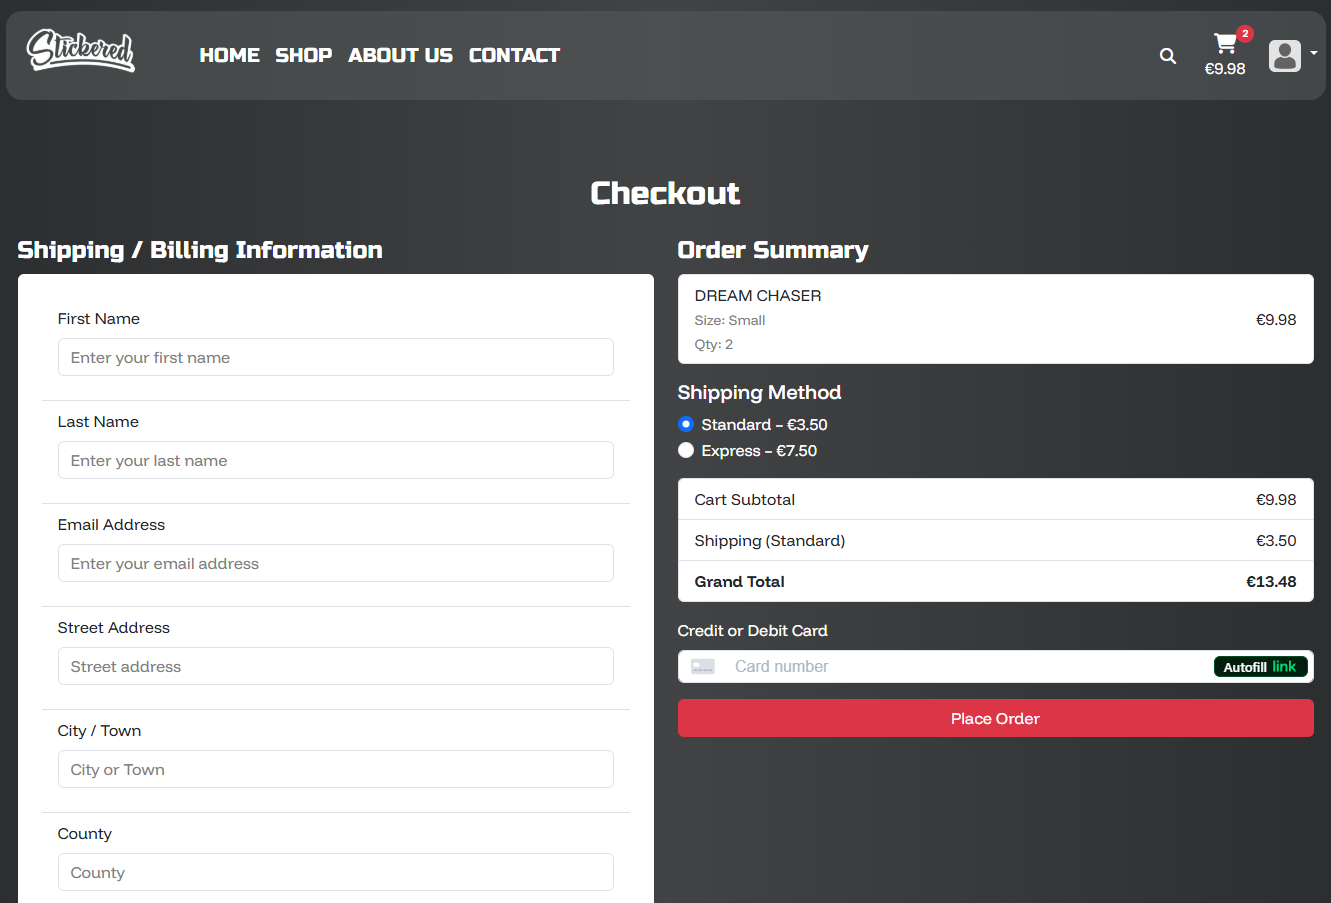 Stickered
HOME SHOP ABOUT US CONTACT
2
€9.98
Checkout
Shipping / Billing Information
First Name
Enter your first name
Last Name
Enter your last name
Email Address
Enter your email address
Street Address
Street address
City / Town
City or Town
County
County
Order Summary
DREAM CHASER
Size: Small
Qty: 2
€9.98
Shipping Method
Standard – €3.50
Express – €7.50
Cart Subtotal €9.98
Shipping (Standard) €3.50
Grand Total €13.48
Credit or Debit Card
Card number Autofill link
Place Order